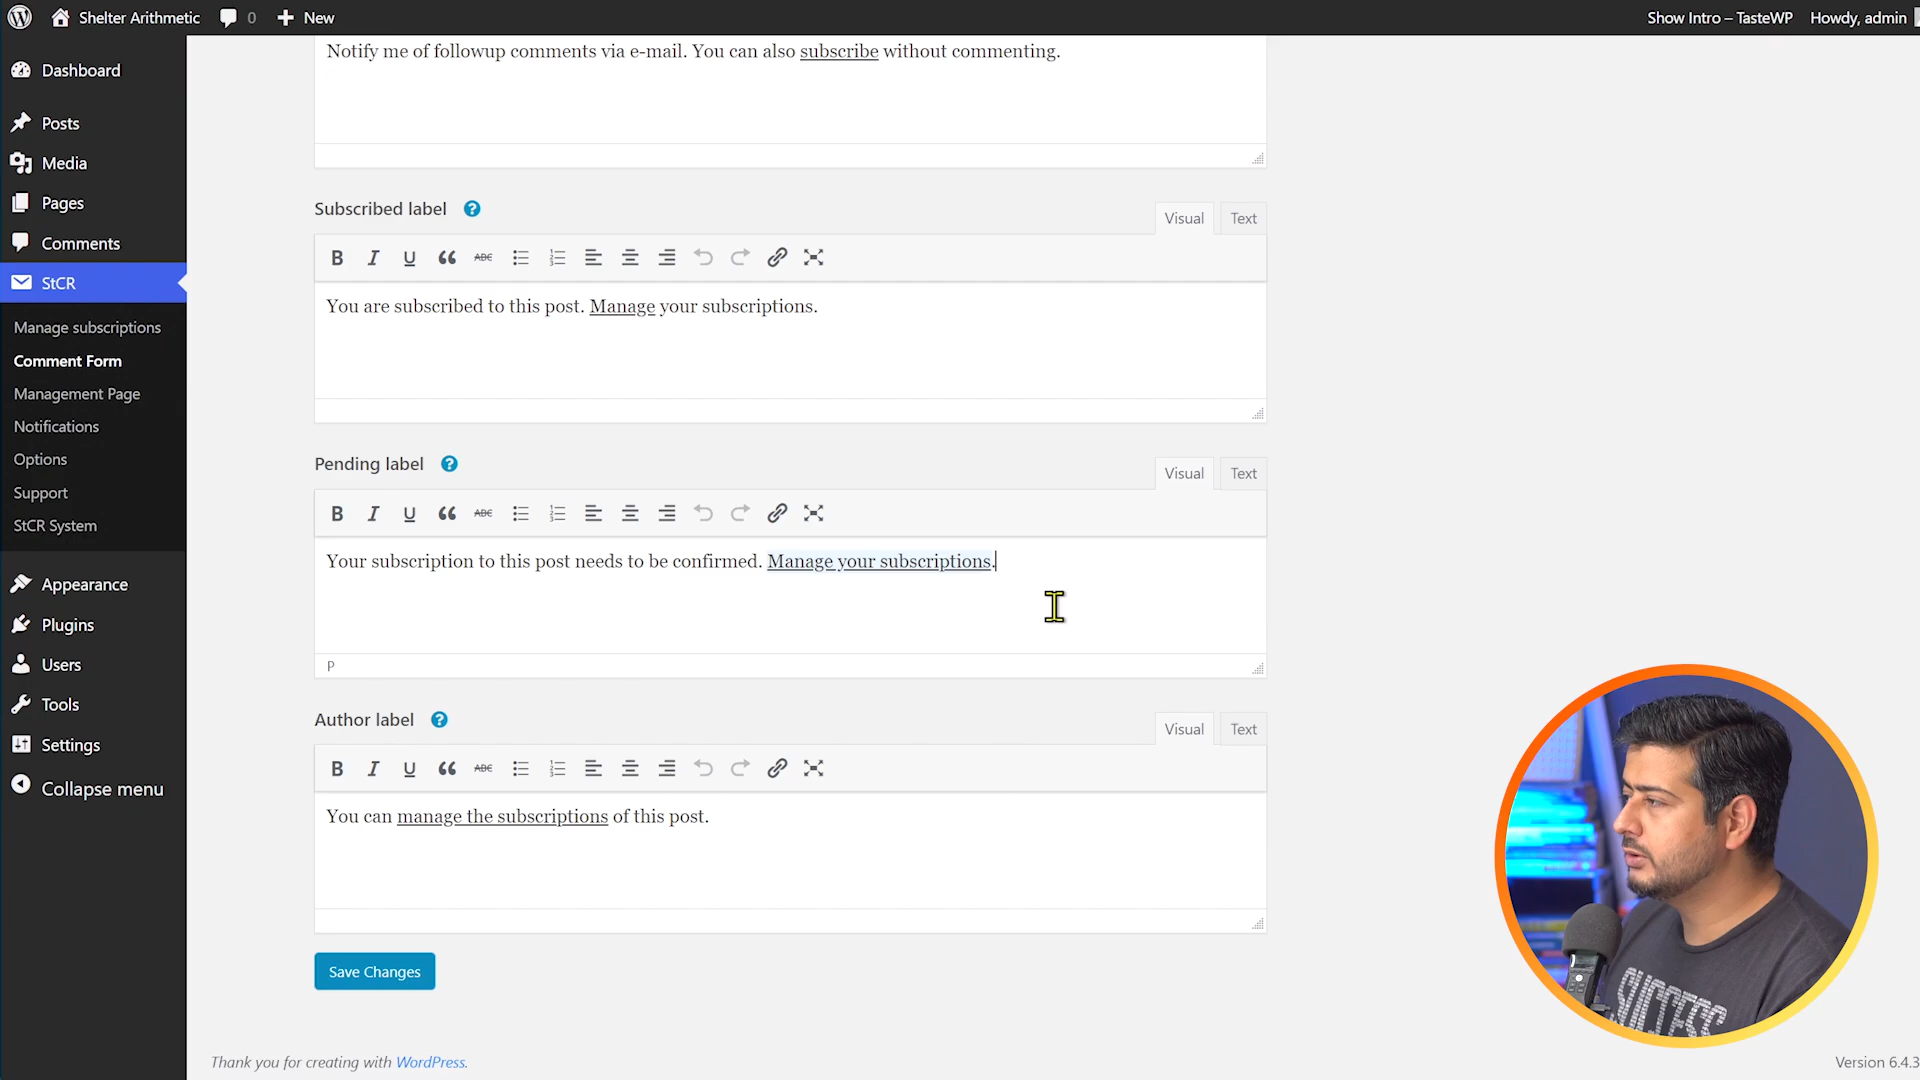 Shelter Arithmetic 0 New Show Intro – TasteWP Howdy, admin
Notify me of followup comments via e-mail. You can also subscribe without commenting.
Dashboard
Posts
Media
Pages
Comments
StCR
Manage subscriptions
Comment Form
Management Page
Notifications
Options
Support
StCR System
Appearance
Plugins
Users
Tools
Settings
Collapse menu
Subscribed label ?
Visual Text
B I U ABC
You are subscribed to this post. Manage your subscriptions.
Pending label ?
Visual Text
B I U ABC
Your subscription to this post needs to be confirmed. Manage your subscriptions.
P
Author label ?
Visual Text
B I U ABC
You can manage the subscriptions of this post.
Save Changes
SUCCESS
Thank you for creating with WordPress.
Version 6.4.3